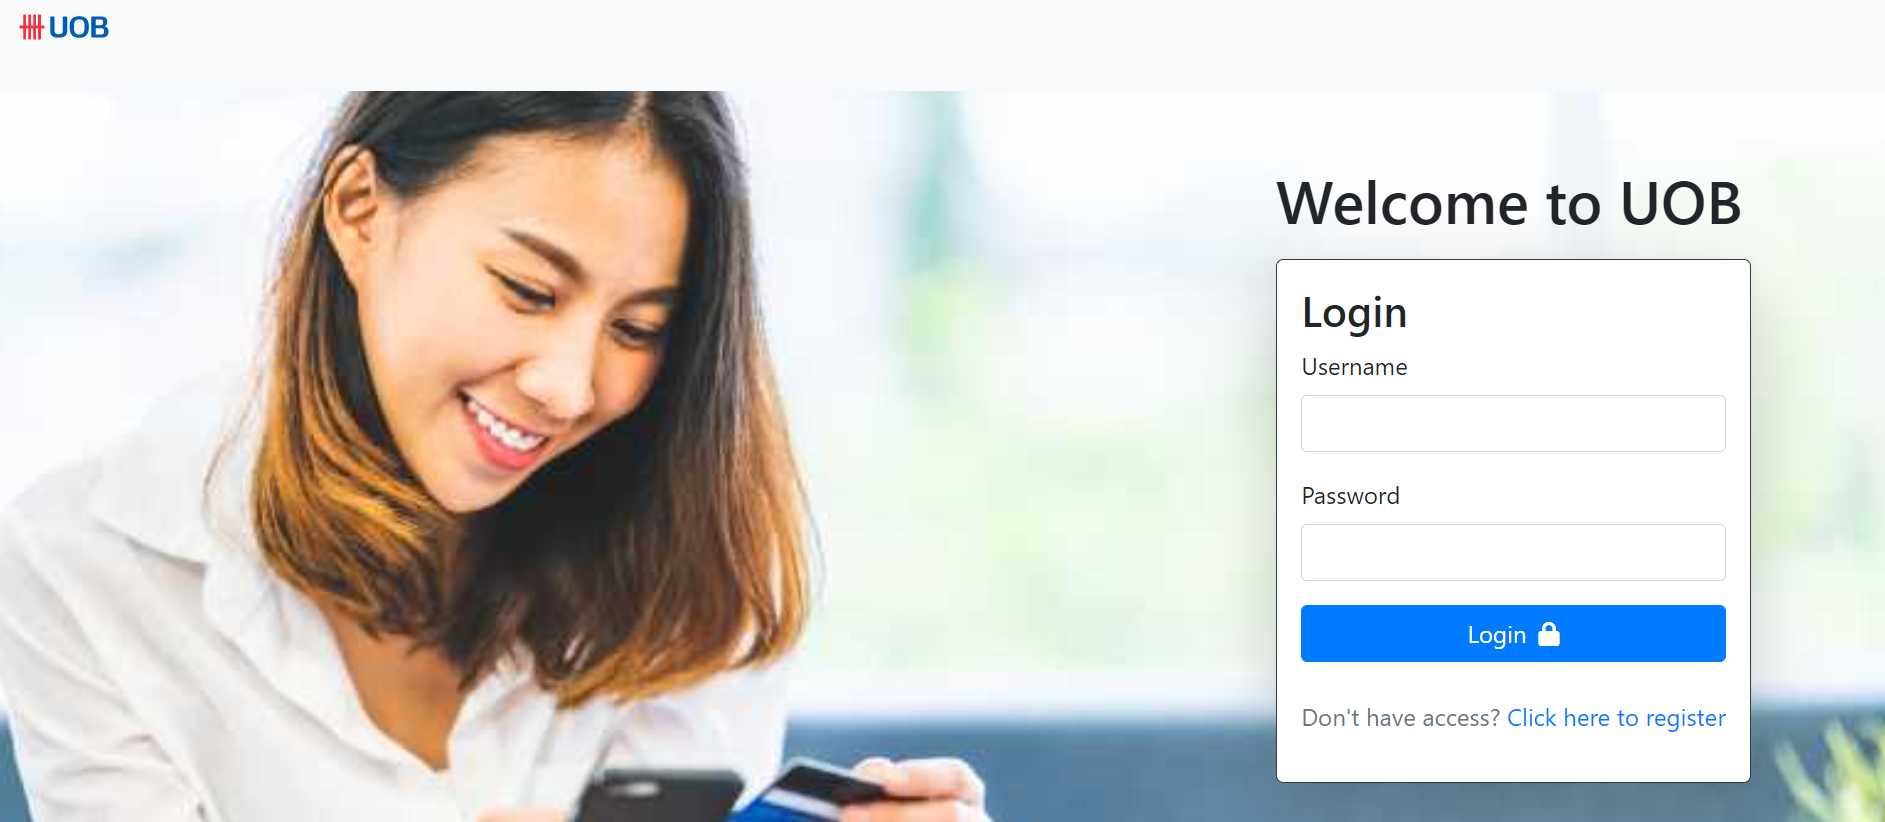 UOB
Welcome to UOB
Login
Username
Password
Login
Don't have access? Click here to register